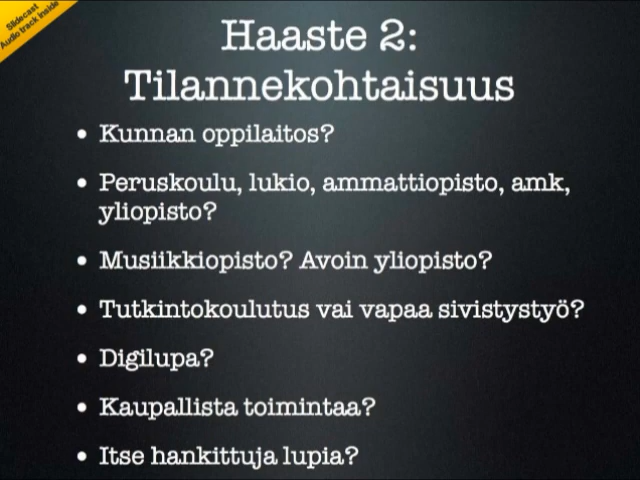 Slidecast
Audio track inside
Haaste 2:
Tilannekohtaisuus
• Kunnan oppilaitos?
• Peruskoulu, lukio, ammattiopisto, amk,
yliopisto?
• Musiikkiopisto? Avoin yliopisto?
• Tutkintokoulutus vai vapaa sivistystyö?
• Digilupa?
• Kaupallista toimintaa?
• Itse hankittuja lupia?